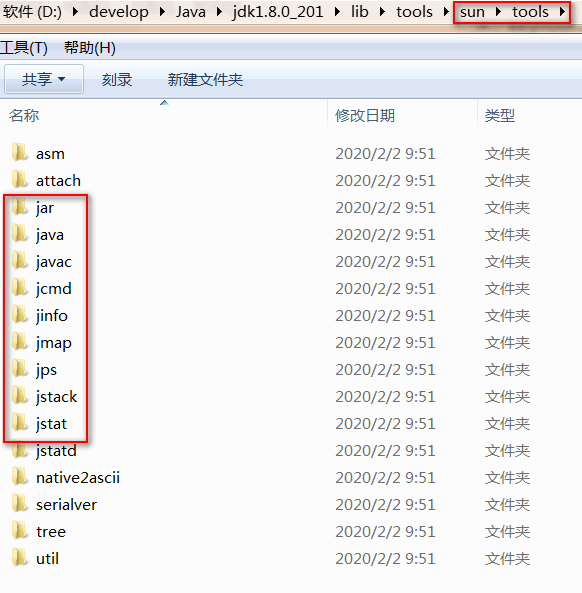 软件 (D:) develop Java jdk1.8.0_201 lib tools sun tools
工具(T) 帮助(H)
共享 刻录 新建文件夹
名称 修改日期 类型
asm 2020/2/2 9:51 文件夹
attach 2020/2/2 9:51 文件夹
jar 2020/2/2 9:51 文件夹
java 2020/2/2 9:51 文件夹
javac 2020/2/2 9:51 文件夹
jcmd 2020/2/2 9:51 文件夹
jinfo 2020/2/2 9:51 文件夹
jmap 2020/2/2 9:51 文件夹
jps 2020/2/2 9:51 文件夹
jstack 2020/2/2 9:51 文件夹
jstat 2020/2/2 9:51 文件夹
jstatd 2020/2/2 9:51 文件夹
native2ascii 2020/2/2 9:51 文件夹
serialver 2020/2/2 9:51 文件夹
tree 2020/2/2 9:51 文件夹
util 2020/2/2 9:51 文件夹